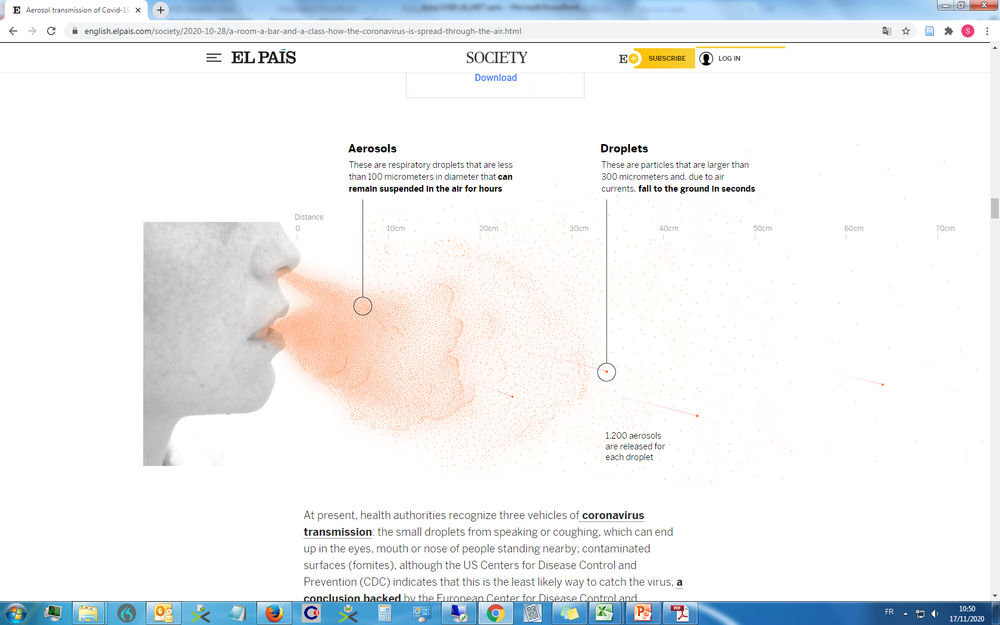 Aerosol transmission of Covid-19
english.elpais.com/society/2020-10-28/a-room-a-bar-and-a-class-how-the-coronavirus-is-spread-through-the-air.html
S
EL PAÍS
SOCIETY
E+
SUBSCRIBE
LOG IN
Download
Aerosols
These are respiratory droplets that are less
than 100 micrometers in diameter that can
remain suspended in the air for hours
Droplets
These are particles that are larger than
300 micrometers and, due to air
currents, fall to the ground in seconds
Distance
0 10cm 20cm 30cm 40cm 50cm 60cm 70cm
1,200 aerosols
are released for
each droplet
At present, health authorities recognize three vehicles of coronavirus
transmission: the small droplets from speaking or coughing, which can end
up in the eyes, mouth or nose of people standing nearby; contaminated
surfaces (fomites), although the US Centers for Disease Control and
Prevention (CDC) indicates that this is the least likely way to catch the virus, a
conclusion backed by the European Center for Disease Control and
FR
10:50
17/11/2020